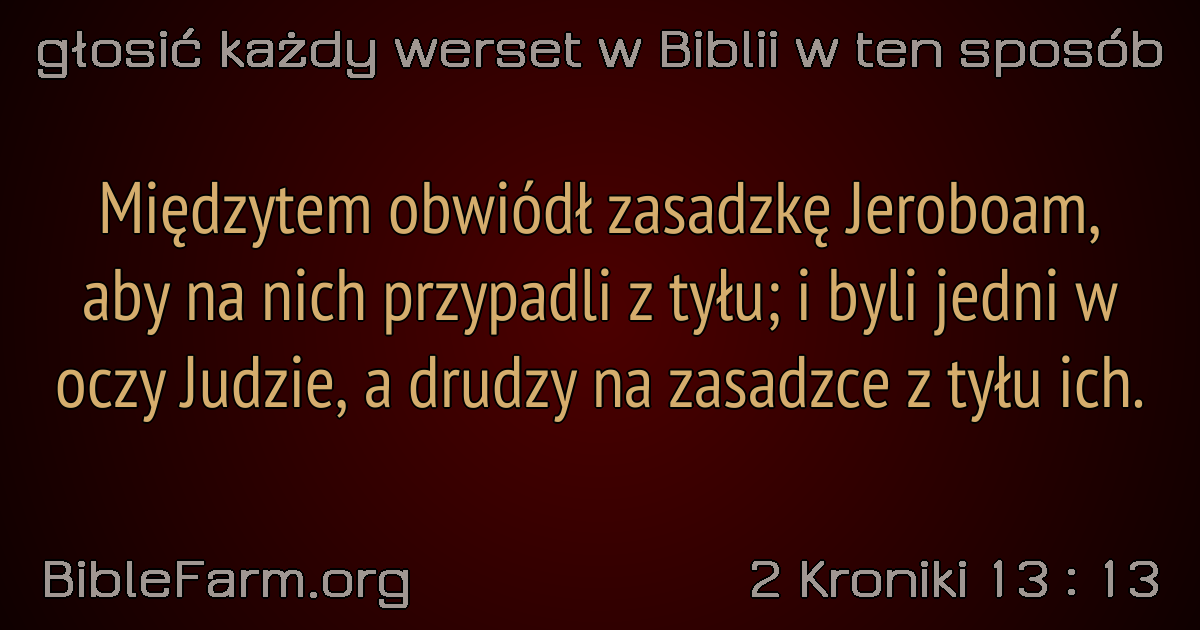 głosić każdy werset w Biblii w ten sposób
Międzytem obwiódł zasadzkę Jeroboam,
aby na nich przypadli z tyłu; i byli jedni w
oczy Judzie, a drudzy na zasadzce z tyłu ich.
BibleFarm.org
2 Kroniki 13 : 13